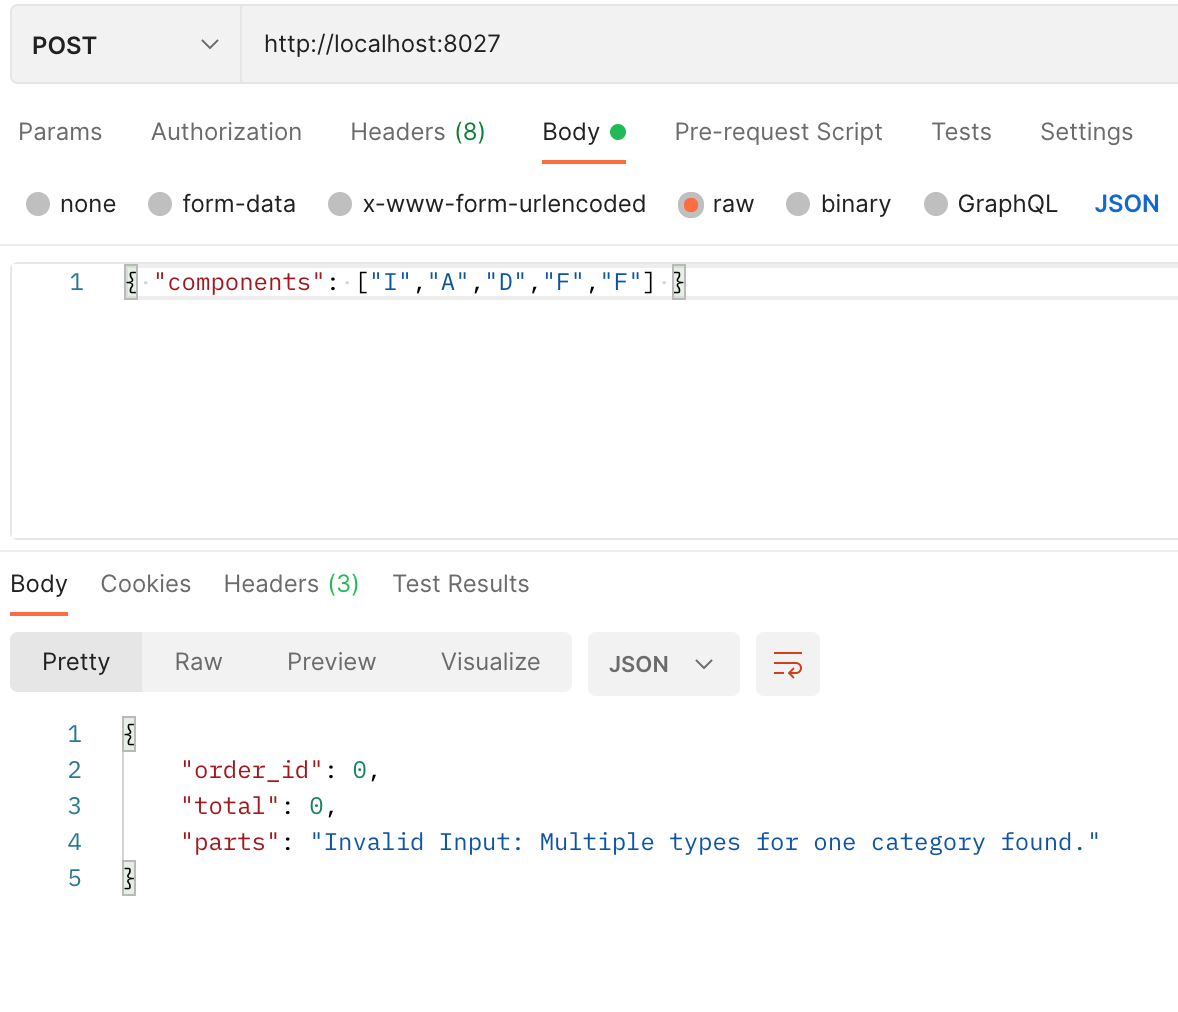 POST http://localhost:8027
Params Authorization Headers (8) Body Pre-request Script Tests Settings
none form-data x-www-form-urlencoded raw binary GraphQL JSON
1 { "components": ["I","A","D","F","F"] }
Body Cookies Headers (3) Test Results
Pretty Raw Preview Visualize JSON
1 {
2 "order_id": 0,
3 "total": 0,
4 "parts": "Invalid Input: Multiple types for one category found."
5 }